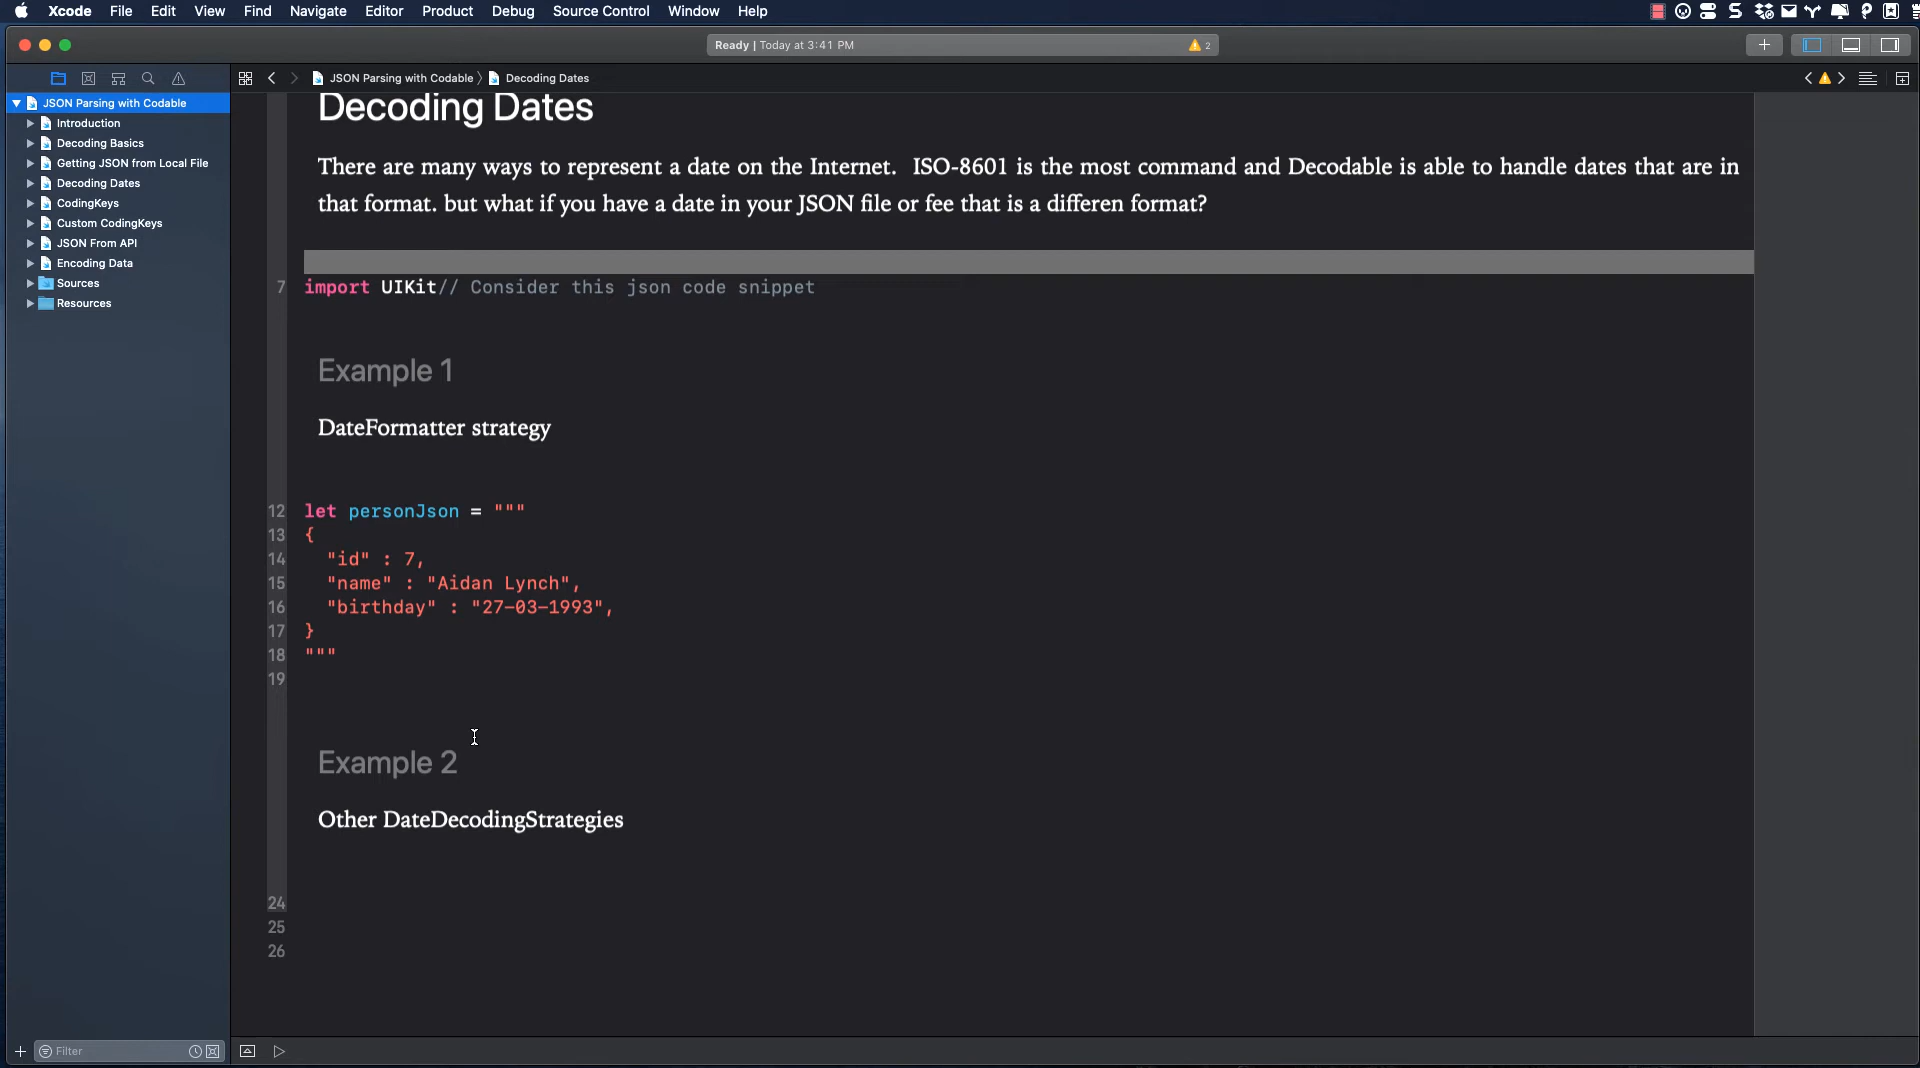 Xcode File Edit View Find Navigate Editor Product Debug Source Control Window Help
Ready | Today at 3:41 PM
2
JSON Parsing with Codable
Decoding Dates
JSON Parsing with Codable
Introduction
Decoding Basics
Getting JSON from Local File
Decoding Dates
CodingKeys
Custom CodingKeys
JSON From API
Encoding Data
Sources
Resources
Filter
Decoding Dates
There are many ways to represent a date on the Internet. ISO-8601 is the most command and Decodable is able to handle dates that are in
that format. but what if you have a date in your JSON file or fee that is a differen format?
7 import UIKit// Consider this json code snippet
Example 1
DateFormatter strategy
12 let personJson = """
13 {
14 "id" : 7,
15 "name" : "Aidan Lynch",
16 "birthday" : "27-03-1993",
17 }
18 """
19
Example 2
Other DateDecodingStrategies
24
25
26